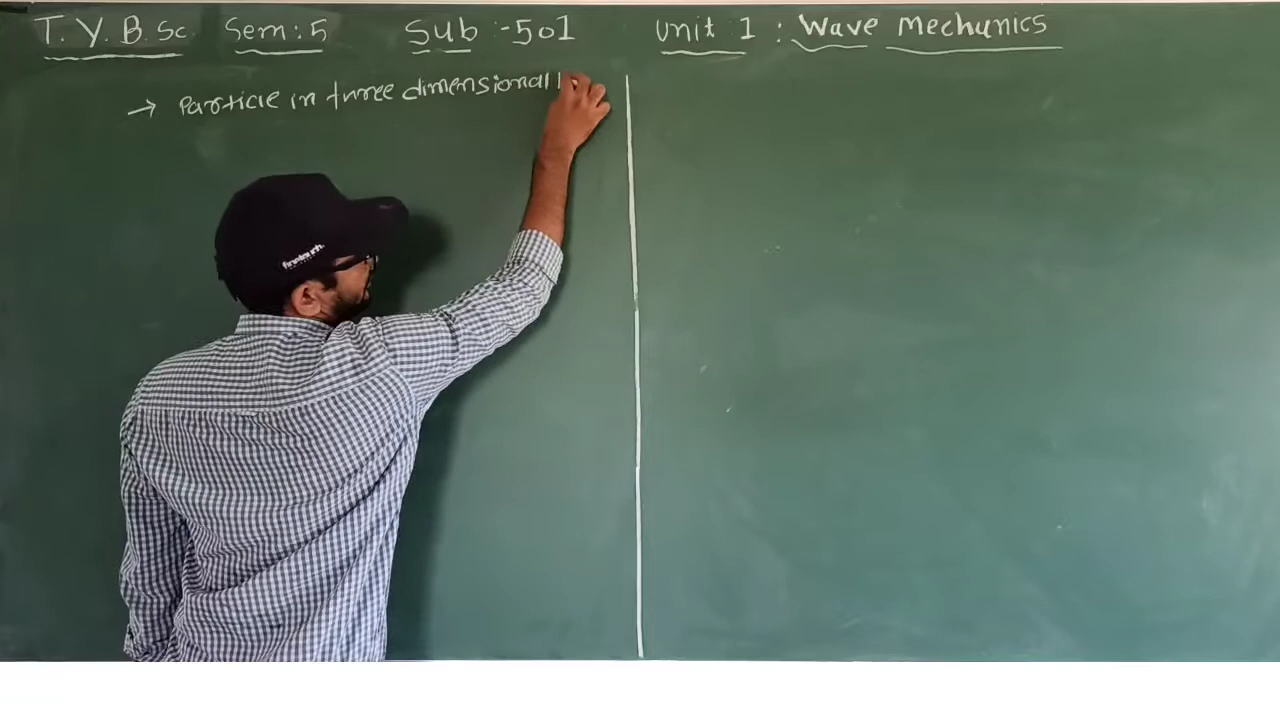 T. Y. B. Sc. Sem: 5 Sub :- 501 Unit 1 : Wave Mechanics
→ Particle in three dimensional